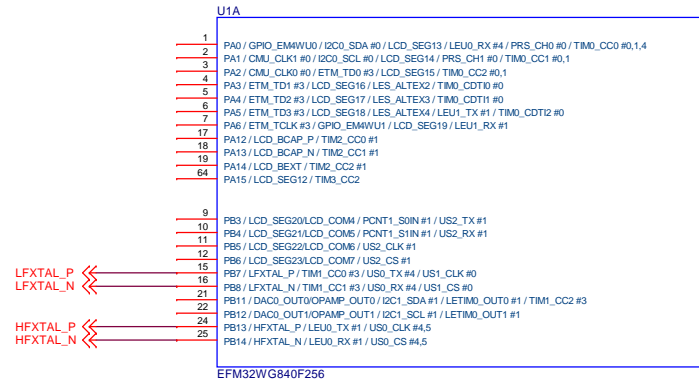 U1A
1 PA0 / GPIO_EM4WU0 / I2C0_SDA #0 / LCD_SEG13 / LEU0_RX #4 / PRS_CH0 #0 / TIM0_CC0 #0,1,4
2 PA1 / CMU_CLK1 #0 / I2C0_SCL #0 / LCD_SEG14 / PRS_CH1 #0 / TIM0_CC1 #0,1
3 PA2 / CMU_CLK0 #0 / ETM_TD0 #3 / LCD_SEG15 / TIM0_CC2 #0,1
4 PA3 / ETM_TD1 #3 / LCD_SEG16 / LES_ALTEX2 / TIM0_CDTI0 #0
5 PA4 / ETM_TD2 #3 / LCD_SEG17 / LES_ALTEX3 / TIM0_CDTI1 #0
6 PA5 / ETM_TD3 #3 / LCD_SEG18 / LES_ALTEX4 / LEU1_TX #1 / TIM0_CDTI2 #0
7 PA6 / ETM_TCLK #3 / GPIO_EM4WU1 / LCD_SEG19 / LEU1_RX #1
17 PA12 / LCD_BCAP_P / TIM2_CC0 #1
18 PA13 / LCD_BCAP_N / TIM2_CC1 #1
19 PA14 / LCD_BEXT / TIM2_CC2 #1
64 PA15 / LCD_SEG12 / TIM3_CC2
9 PB3 / LCD_SEG20/LCD_COM4 / PCNT1_S0IN #1 / US2_TX #1
10 PB4 / LCD_SEG21/LCD_COM5 / PCNT1_S1IN #1 / US2_RX #1
11 PB5 / LCD_SEG22/LCD_COM6 / US2_CLK #1
12 PB6 / LCD_SEG23/LCD_COM7 / US2_CS #1
LFXTAL_P 15 PB7 / LFXTAL_P / TIM1_CC0 #3 / US0_TX #4 / US1_CLK #0
LFXTAL_N 16 PB8 / LFXTAL_N / TIM1_CC1 #3 / US0_RX #4 / US1_CS #0
21 PB11 / DAC0_OUT0/OPAMP_OUT0 / I2C1_SDA #1 / LETIM0_OUT0 #1 / TIM1_CC2 #3
22 PB12 / DAC0_OUT1/OPAMP_OUT1 / I2C1_SCL #1 / LETIM0_OUT1 #1
HFXTAL_P 24 PB13 / HFXTAL_P / LEU0_TX #1 / US0_CLK #4,5
HFXTAL_N 25 PB14 / HFXTAL_N / LEU0_RX #1 / US0_CS #4,5
EFM32WG840F256